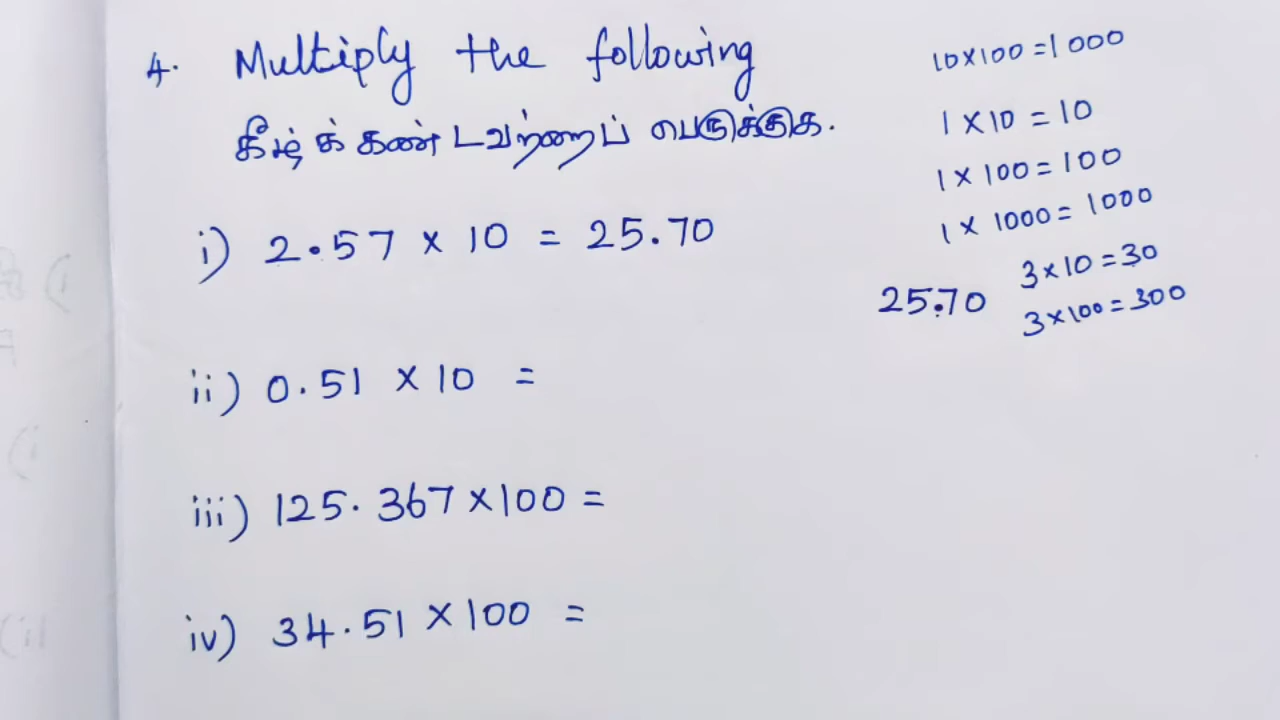 4. Multiply the following
கீழ்க்கண்டவற்றைப் பெருக்குக.
i) 2.57 x 10 = 25.70
ii) 0.51 x 10 =
iii) 125.367 x 100 =
iv) 34.51 x 100 =
10 x 100 = 1000
1 x 10 = 10
1 x 100 = 100
1 x 1000 = 1000
3 x 10 = 30
25.70
3 x 100 = 300